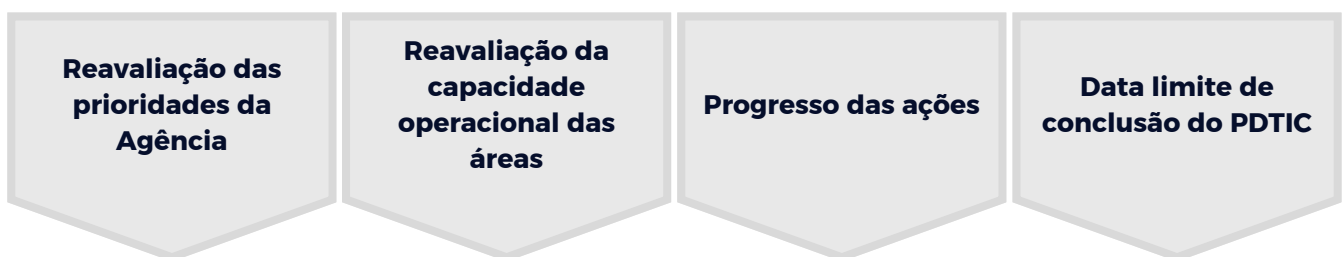 Reavaliação das
prioridades da
Agência
Reavaliação da
capacidade
operacional das
áreas
Progresso das ações
Data limite de
conclusão do PDTIC